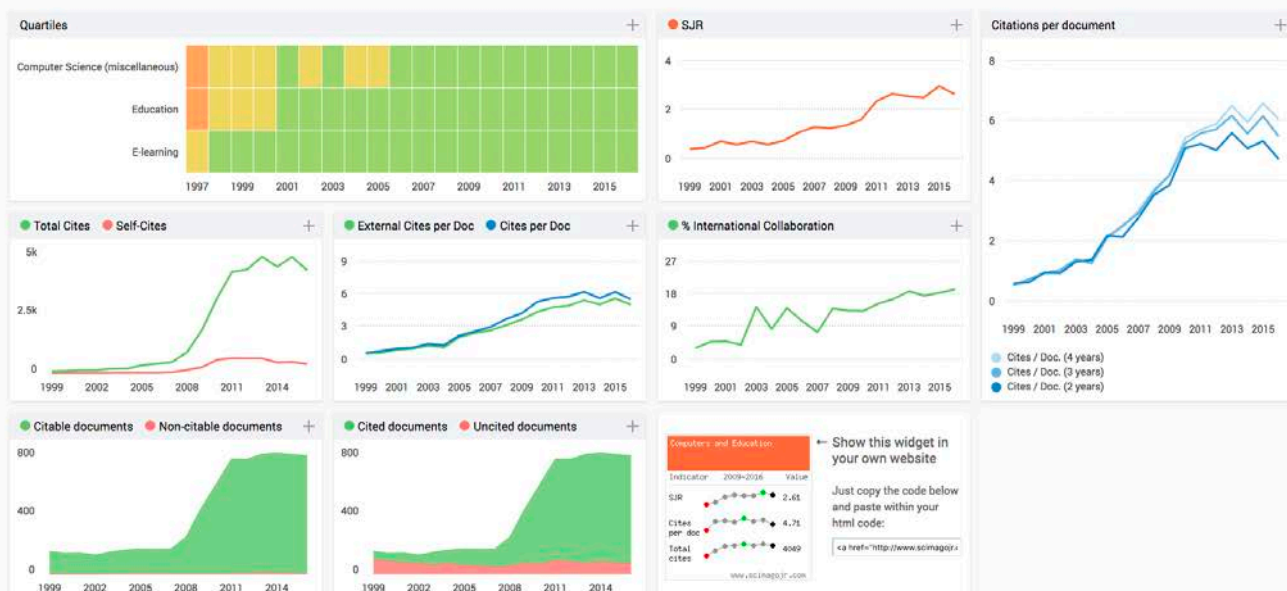 Quartiles
Computer Science (miscellaneous)
Education
E-learning
1997 1999 2001 2003 2005 2007 2009 2011 2013 2015
SJR
4
2
0
1999 2001 2003 2005 2007 2009 2011 2013 2015
Citations per document
8
6
4
2
0
1999 2001 2003 2005 2007 2009 2011 2013 2015
Cites / Doc. (4 years)
Cites / Doc. (3 years)
Cites / Doc. (2 years)
Total Cites Self-Cites
5k
2.5k
0
1999 2002 2005 2008 2011 2014
External Cites per Doc Cites per Doc
9
6
3
0
1999 2002 2005 2008 2011 2014
% International Collaboration
27
18
9
0
1999 2001 2003 2005 2007 2009 2011 2013 2015
Citable documents Non-citable documents
800
400
0
1999 2002 2005 2008 2011 2014
Cited documents Uncited documents
800
400
0
1999 2002 2005 2008 2011 2014
Computers and Education
Indicator 2009-2016 Value
SJR 2.61
Cites per doc 4.71
Total cites 4049
www.scimagojr.com
← Show this widget in
your own website
Just copy the code below
and paste within your
html code:
<a href="http://www.scimagojr.